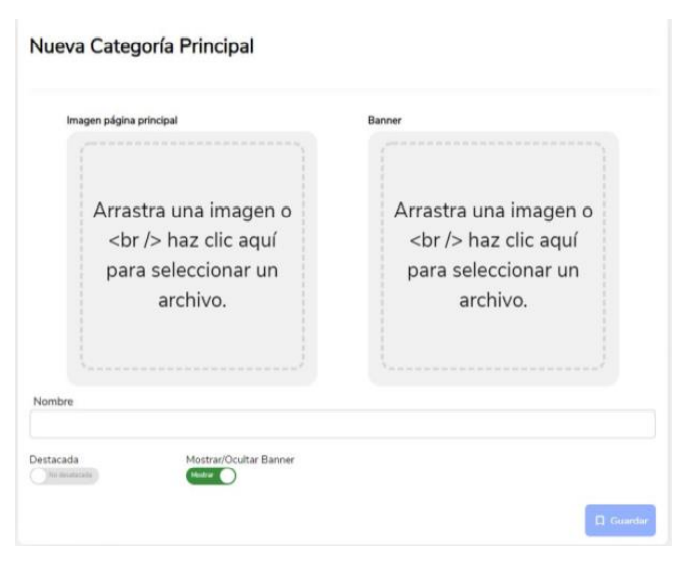 Nueva Categoría Principal
Imagen página principal
Banner
Arrastra una imagen o
<br /> haz clic aquí
para seleccionar un
archivo.
Arrastra una imagen o
<br /> haz clic aquí
para seleccionar un
archivo.
Nombre
Destacada
Mostrar/Ocultar Banner
No destacada
Mostrar
Guardar